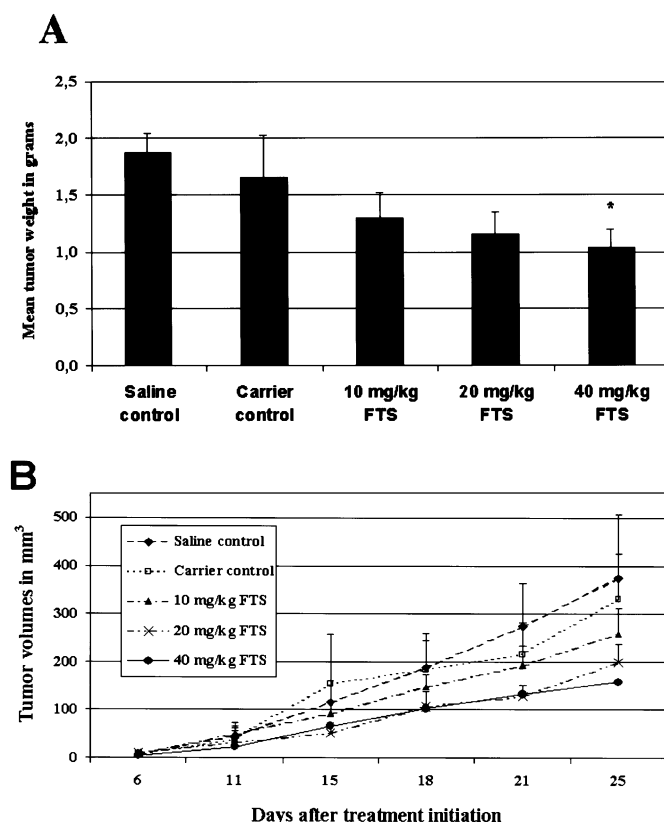 A
Mean tumor weight in grams
2,5
2,0
1,5
1,0
0,5
0,0
*
Saline
control
Carrier
control
10 mg/kg
FTS
20 mg/kg
FTS
40 mg/kg
FTS
B
Tumor volumes in mm³
500
400
300
200
100
0
Saline control
Carrier control
10 mg/kg FTS
20 mg/kg FTS
40 mg/kg FTS
6
11
15
18
21
25
Days after treatment initiation